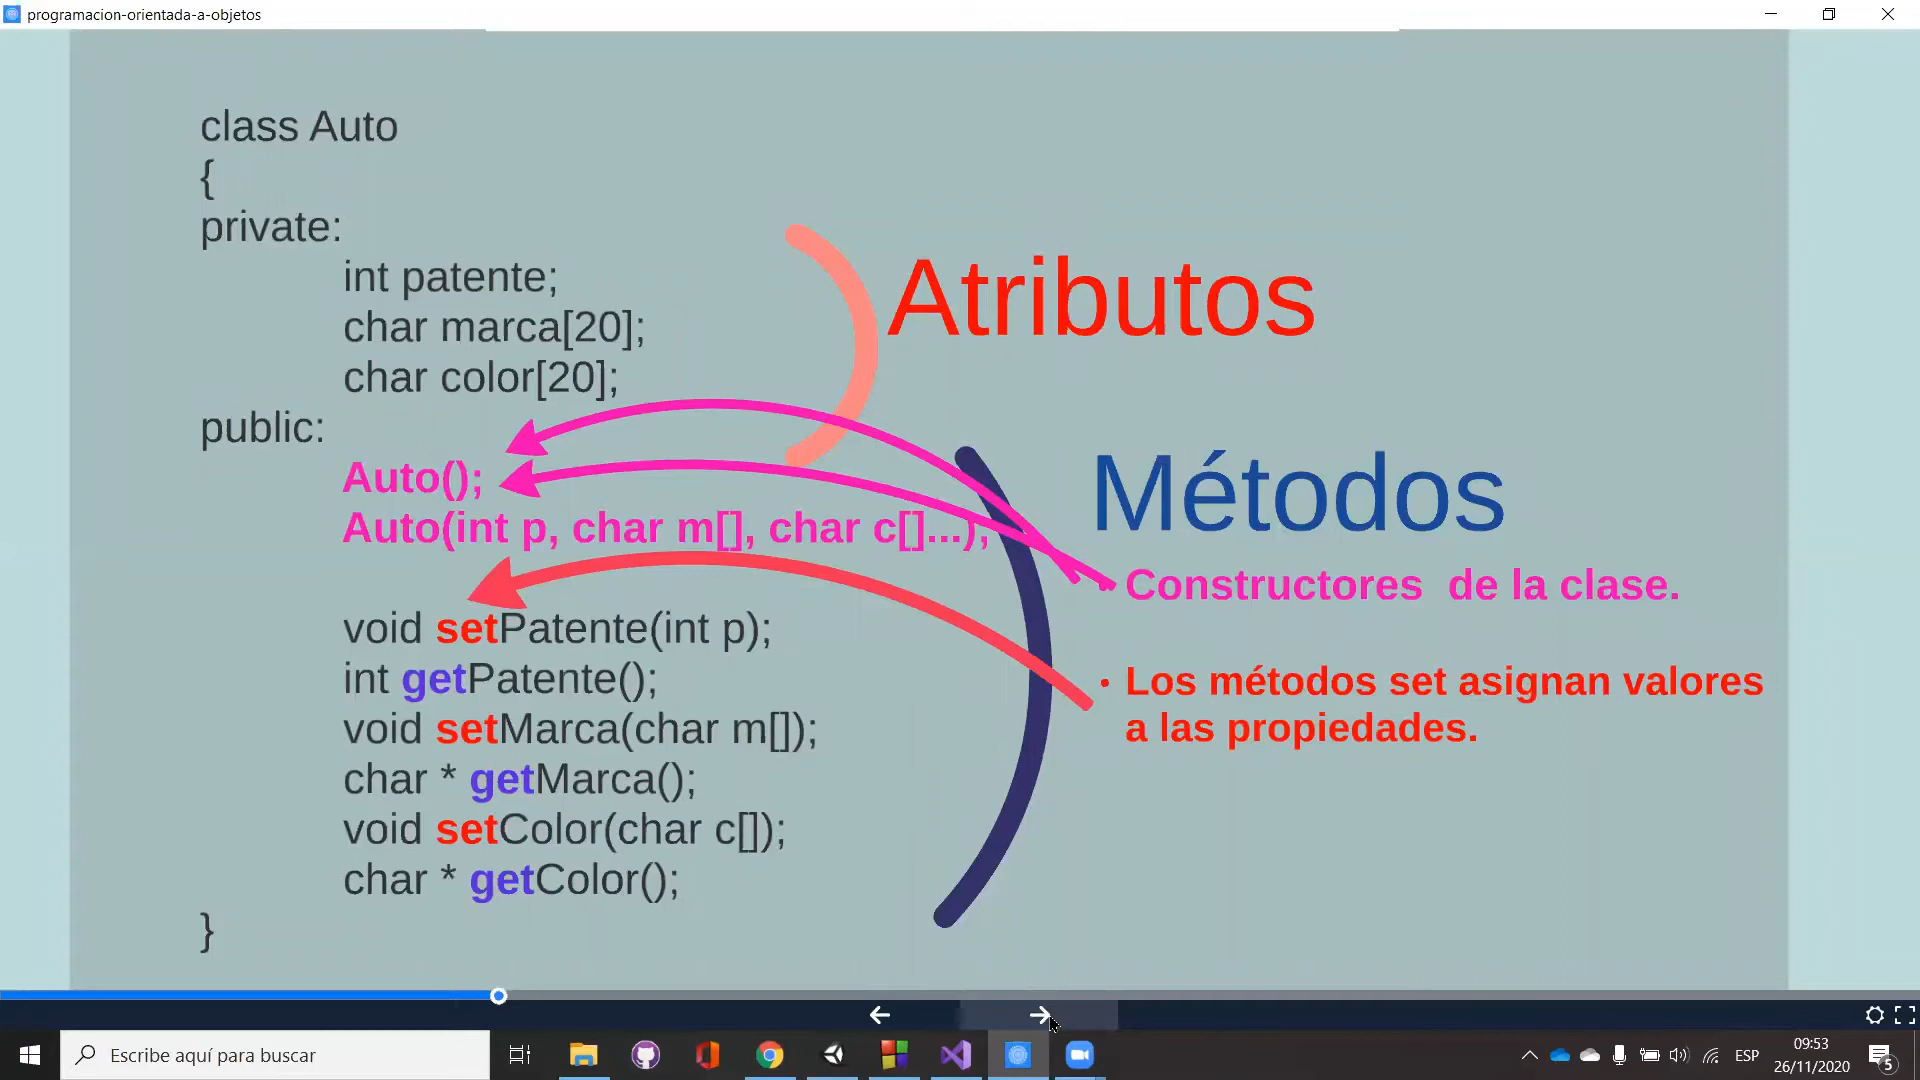 programacion-orientada-a-objetos
class Auto
{
private:
int patente;
char marca[20];
char color[20];
public:
Auto();
Auto(int p, char m[], char c[]...);
void setPatente(int p);
int getPatente();
void setMarca(char m[]);
char * getMarca();
void setColor(char c[]);
char * getColor();
}
Atributos
Métodos
• Constructores de la clase.
• Los métodos set asignan valores
a las propiedades.
Escribe aquí para buscar
ESP
09:53
26/11/2020
5